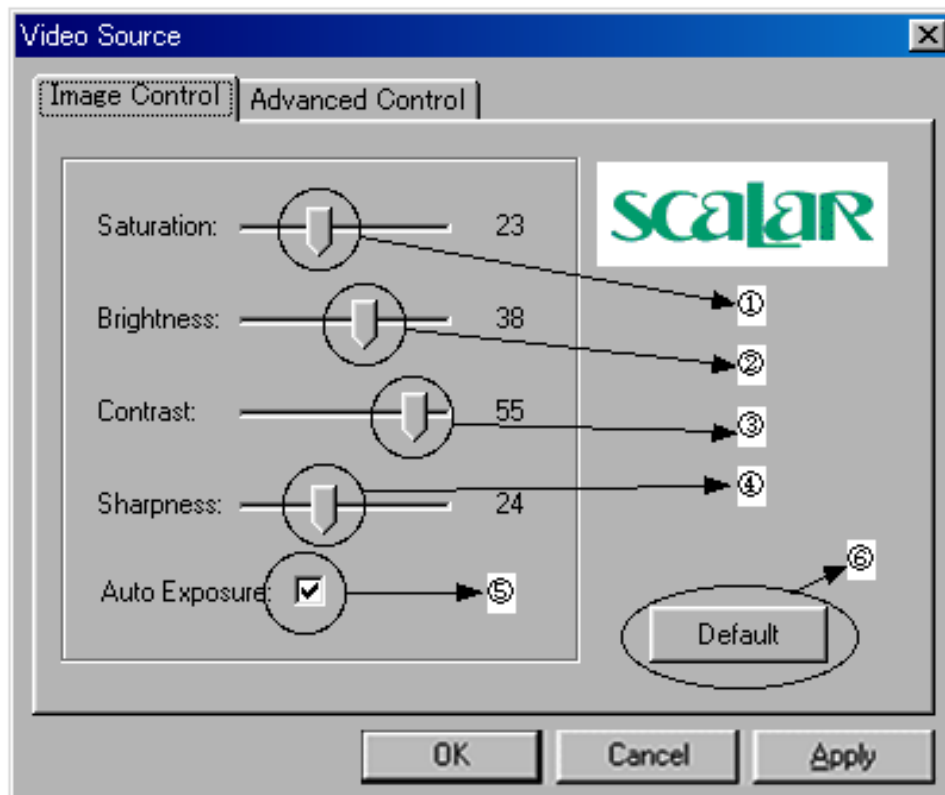 Video Source
Image Control
Advanced Control
SCALAR
Saturation: 23
①
Brightness: 38
②
Contrast: 55
③
Sharpness: 24
④
Auto Exposure:
⑤
⑥
Default
OK
Cancel
Apply